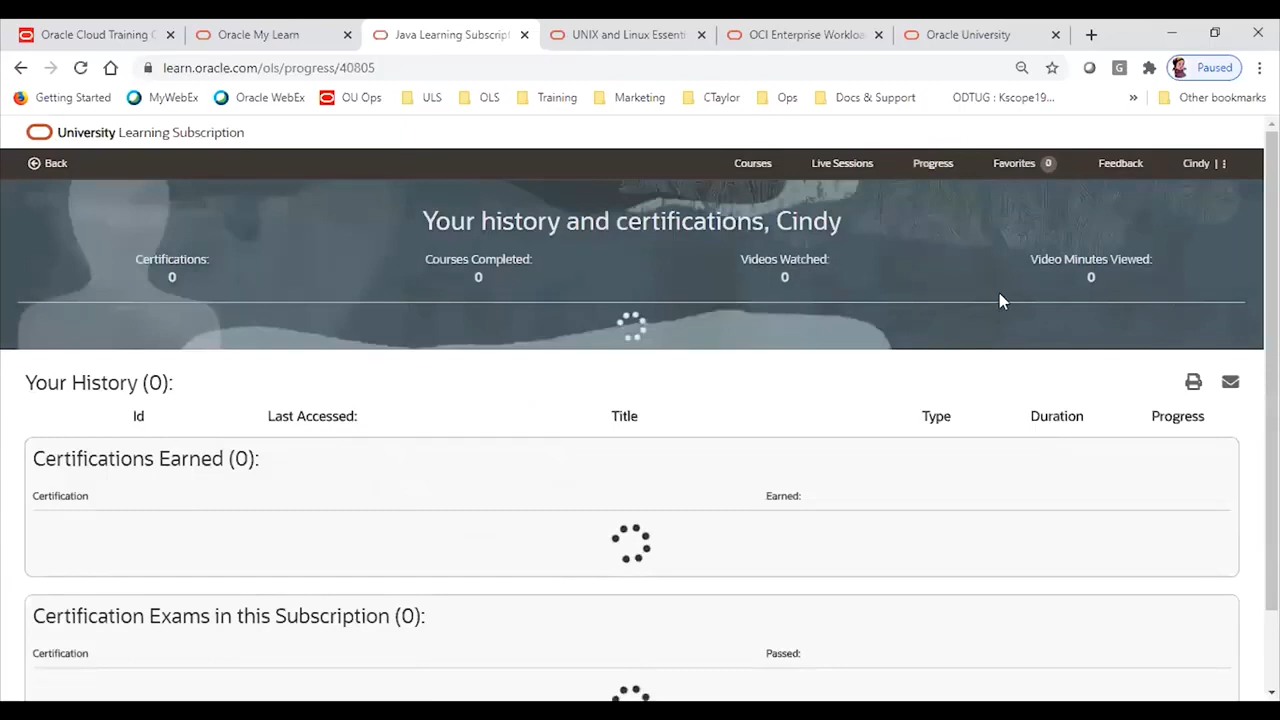 Oracle Cloud Training C Oracle My Learn Java Learning Subscript UNIX and Linux Essenti OCI Enterprise Workloa Oracle University
learn.oracle.com/ols/progress/40805 G Paused
Getting Started MyWebEx Oracle WebEx OU Ops ULS OLS Training Marketing CTaylor Ops Docs & Support ODTUG : Kscope19... » Other bookmarks
University Learning Subscription
Back Courses Live Sessions Progress Favorites 0 Feedback Cindy
Your history and certifications, Cindy
Certifications: Courses Completed: Videos Watched: Video Minutes Viewed:
0 0 0 0
Your History (0):
Id Last Accessed: Title Type Duration Progress
Certifications Earned (0):
Certification Earned:
Certification Exams in this Subscription (0):
Certification Passed: